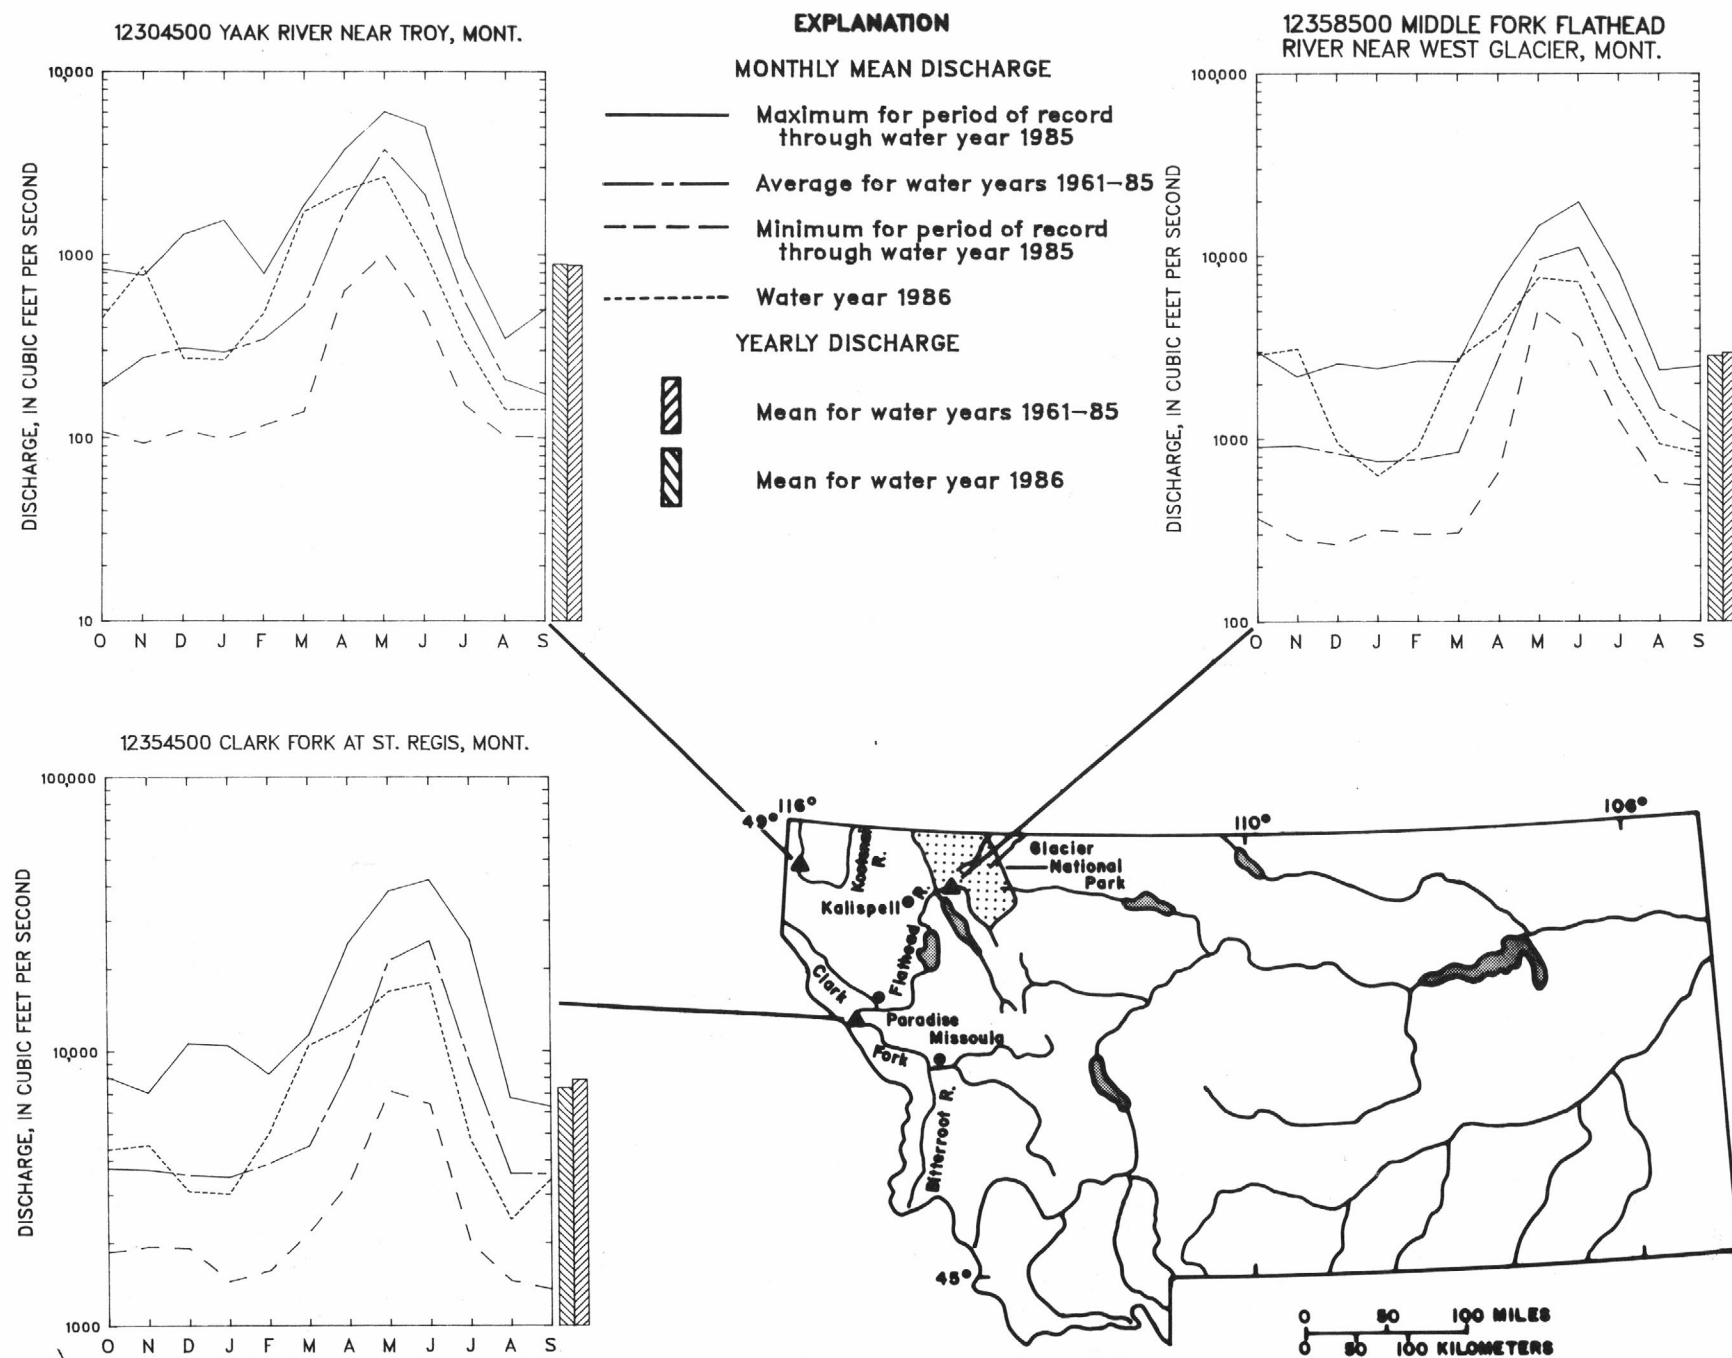 12304500 YAAK RIVER NEAR TROY, MONT.
10,000
1000
100
10
DISCHARGE, IN CUBIC FEET PER SECOND
O N D J F M A M J J A S
EXPLANATION
MONTHLY MEAN DISCHARGE
Maximum for period of record
through water year 1985
Average for water years 1961-85
Minimum for period of record
through water year 1985
Water year 1986
YEARLY DISCHARGE
Mean for water years 1961-85
Mean for water year 1986
12358500 MIDDLE FORK FLATHEAD
RIVER NEAR WEST GLACIER, MONT.
100,000
10,000
1000
100
DISCHARGE, IN CUBIC FEET PER SECOND
O N D J F M A M J J A S
12354500 CLARK FORK AT ST. REGIS, MONT.
100,000
10,000
1000
DISCHARGE, IN CUBIC FEET PER SECOND
O N D J F M A M J J A S
116°
49°
110°
106°
Kootenai
R.
Glacier
National
Park
Kalispell
Flathead
R.
Clark
Fork
Paradise
Missoula
Bitterroot R.
45°
0 50 100 MILES
0 50 100 KILOMETERS